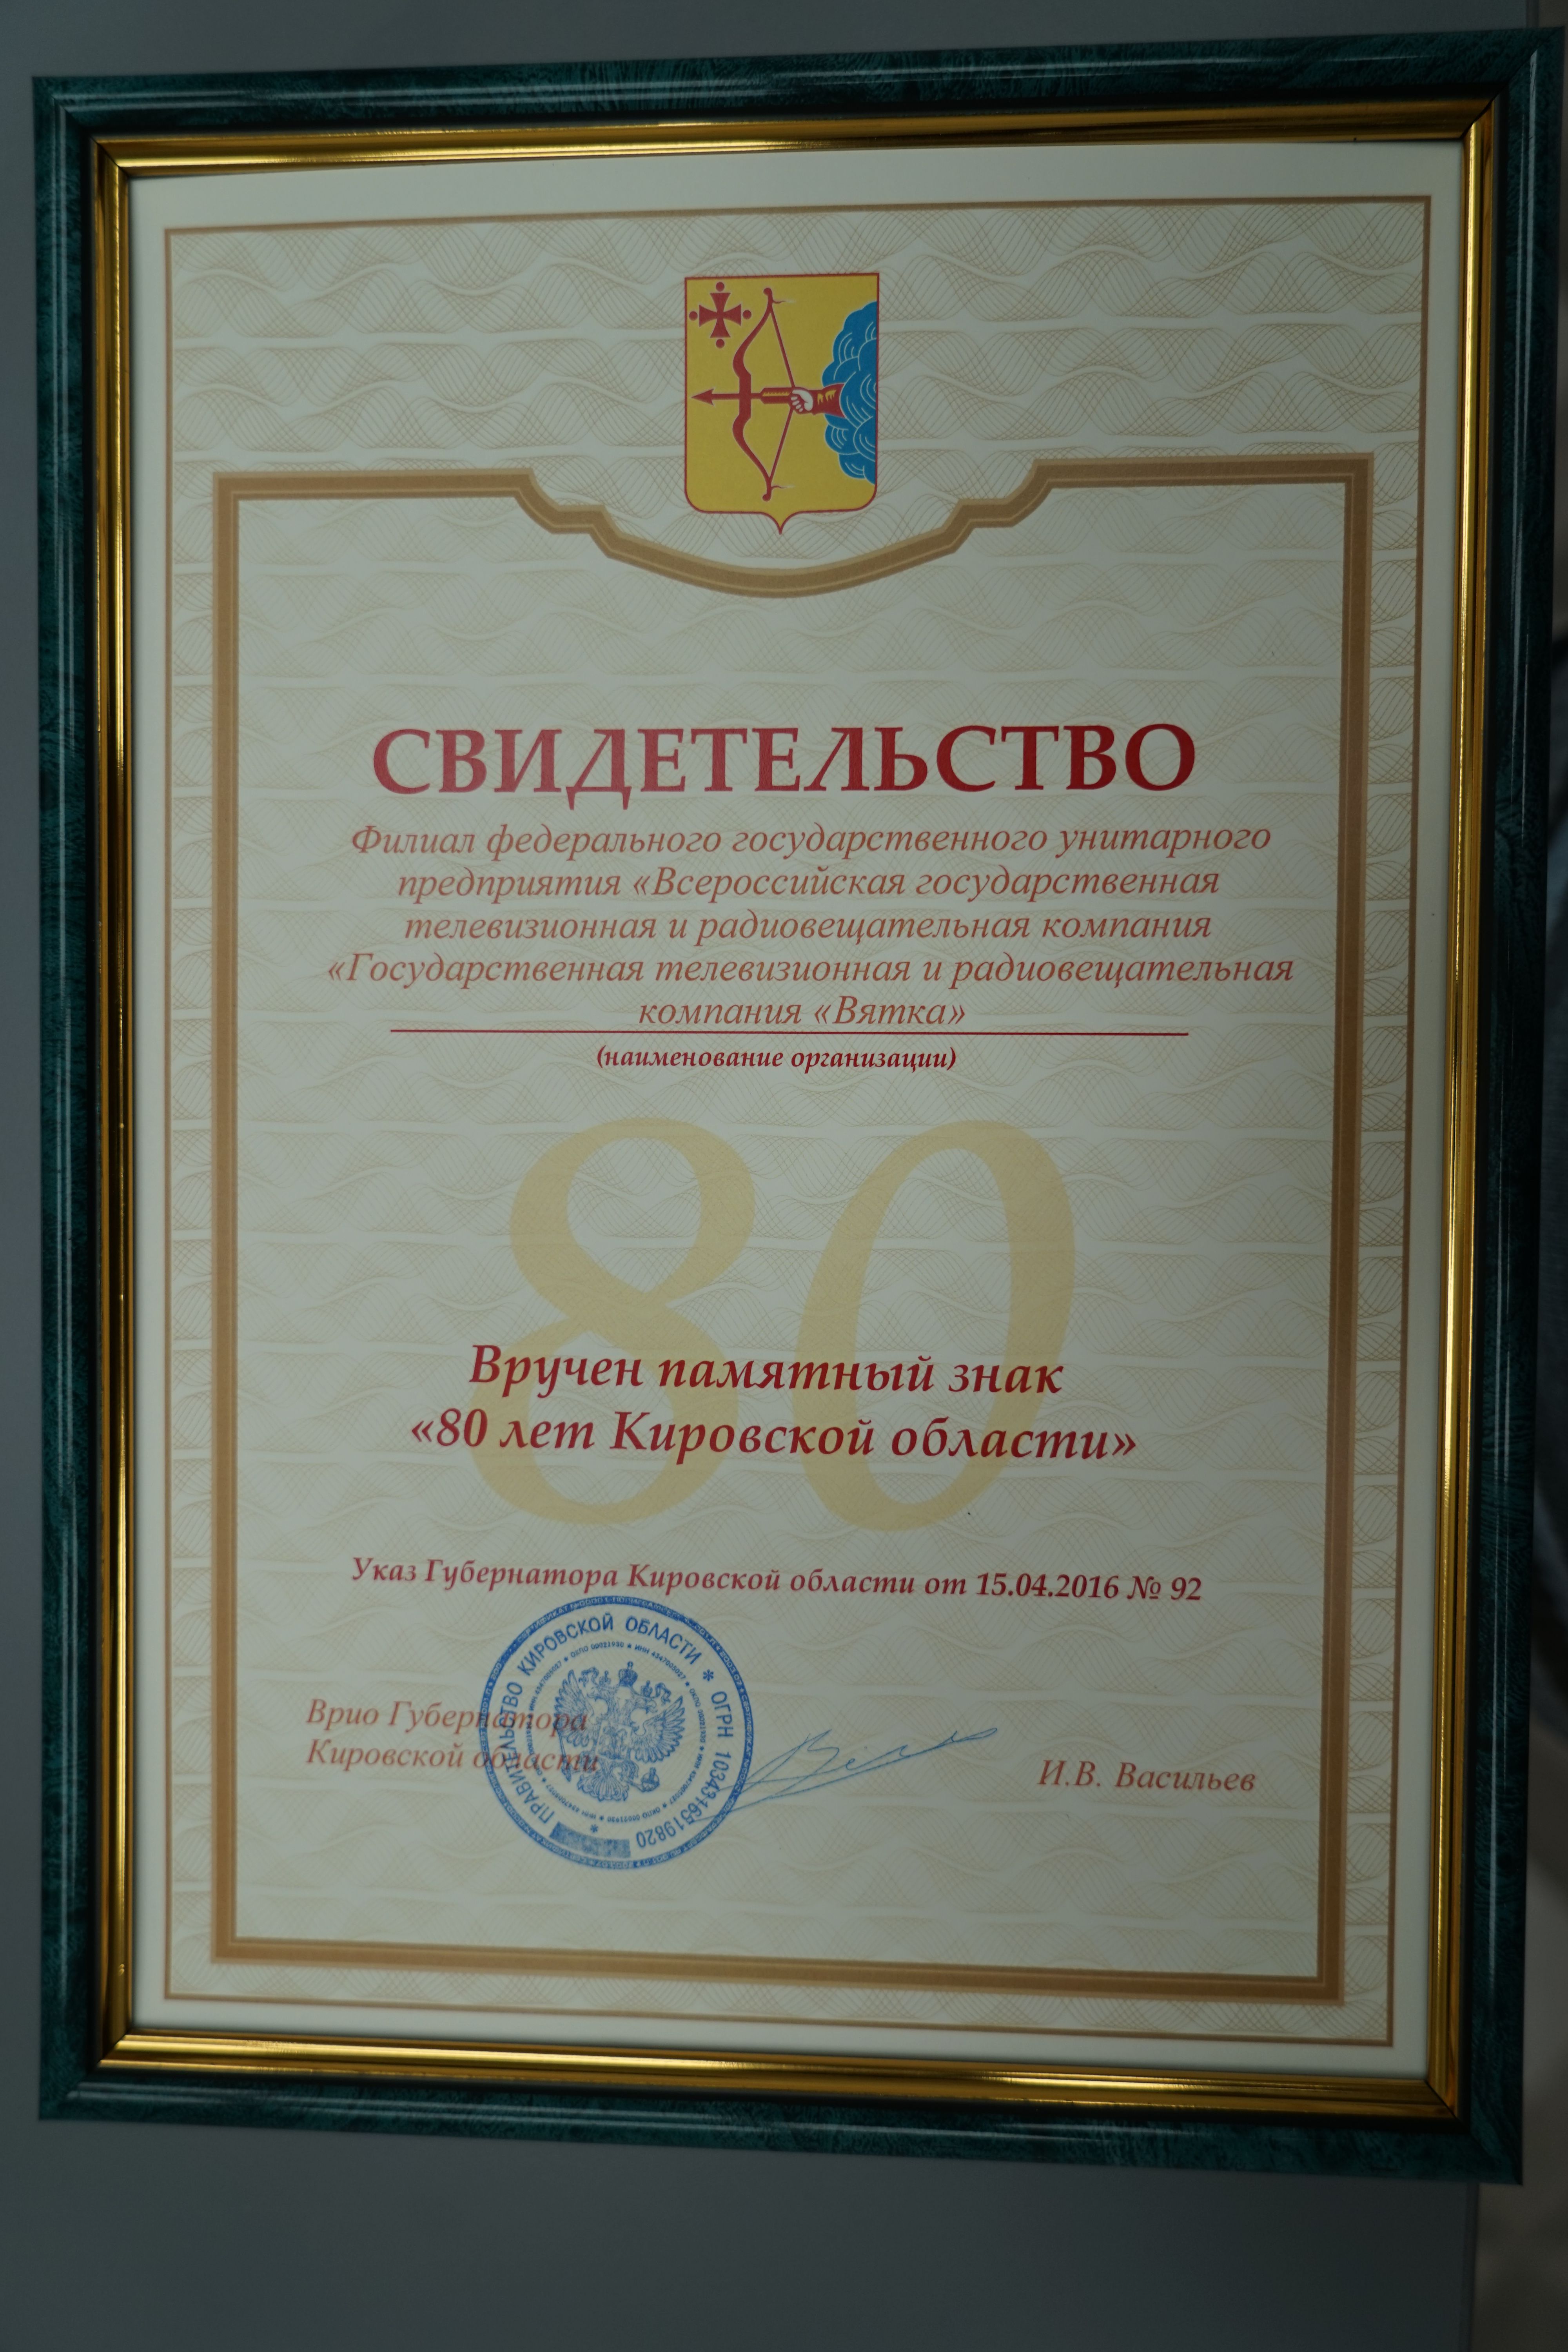 СВИДЕТЕЛЬСТВО
Филиал федерального государственного унитарного
предприятия «Всероссийская государственная
телевизионная и радиовещательная компания
«Государственная телевизионная и радиовещательная
компания «Вятка»
(наименование организации)
80
Вручен памятный знак
«80 лет Кировской области»
Указ Губернатора Кировской области от 15.04.2016 № 92
Врио Губернатора
Кировской области
И.В. Васильев
* ПРАВИТЕЛЬСТВО КИРОВСКОЙ ОБЛАСТИ * ОГРН 1034316519820